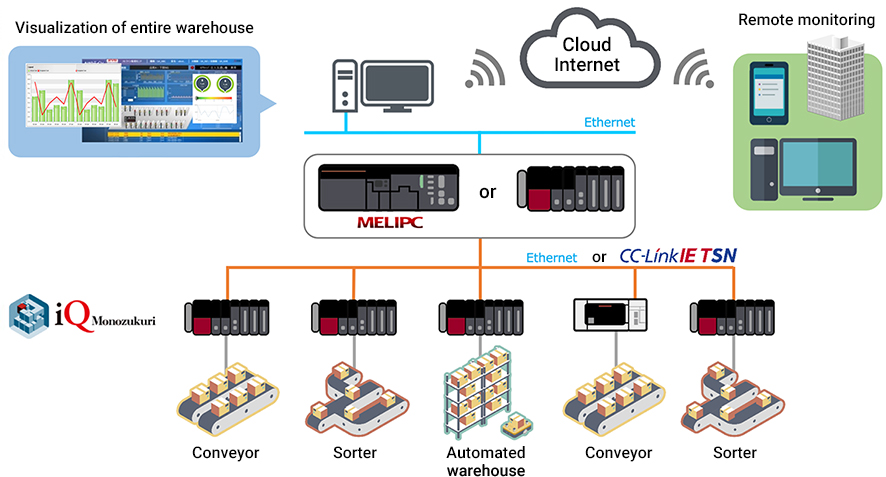 Visualization of entire warehouse
Cloud
Internet
Remote monitoring
Ethernet
MELIPC
or
Ethernet or CC-Link IE TSN
iQ Monozukuri
Conveyor
Sorter
Automated
warehouse
Conveyor
Sorter